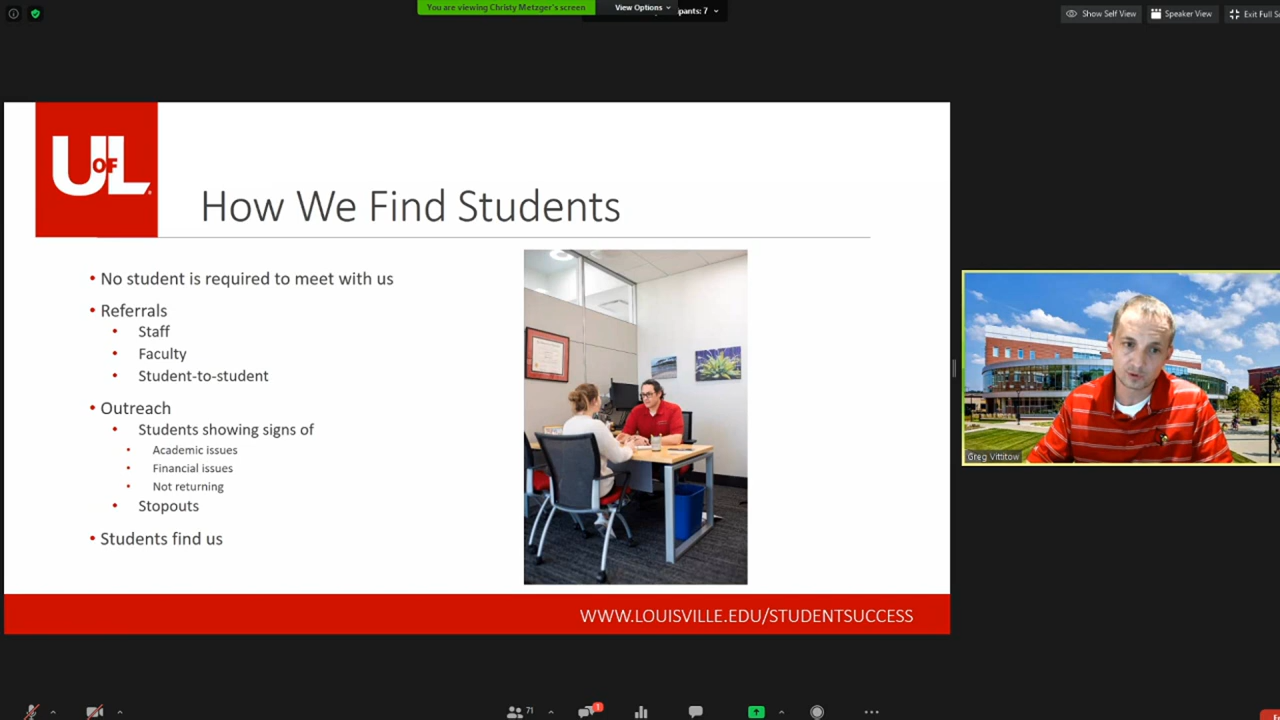 You are viewing Christy Metzger's screen
View Options
pants: 7
Show Self View
Speaker View
Exit Full S
UofL
How We Find Students
• No student is required to meet with us
• Referrals
• Staff
• Faculty
• Student-to-student
• Outreach
• Students showing signs of
• Academic issues
• Financial issues
• Not returning
• Stopouts
• Students find us
WWW.LOUISVILLE.EDU/STUDENTSUCCESS
Greg Vittitow
71
1